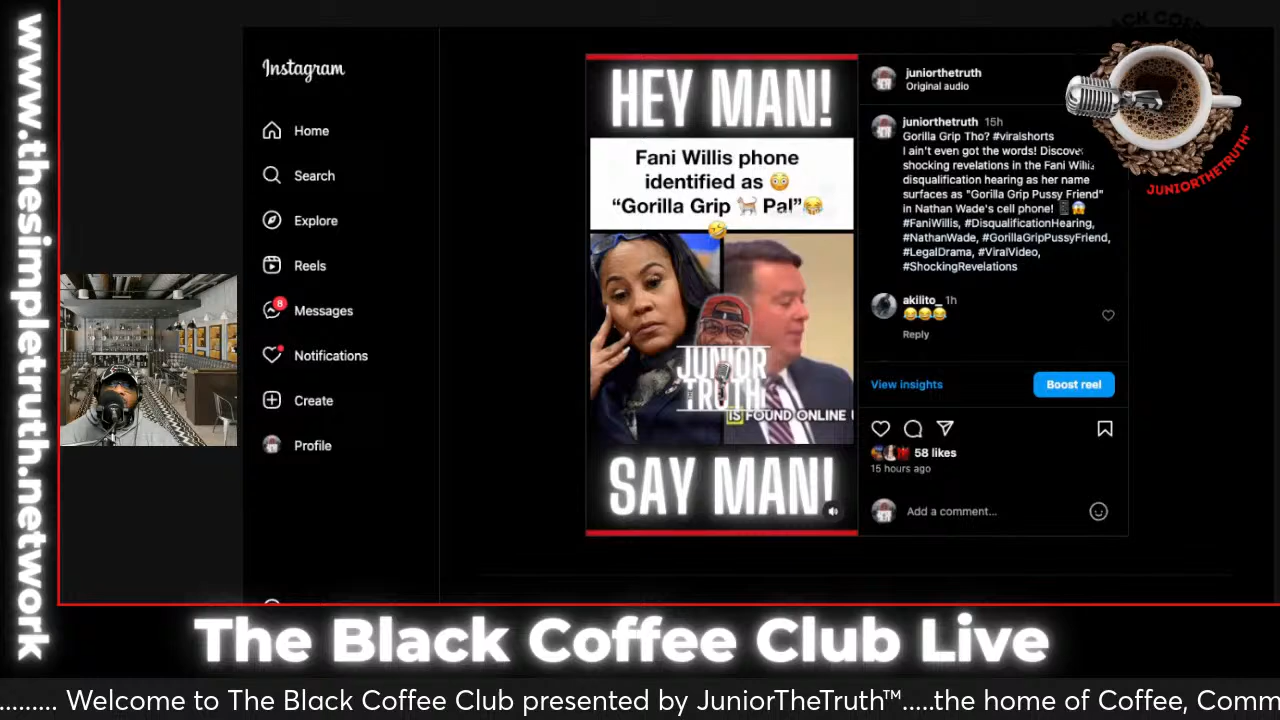 www.thesimpletruth.network
Instagram
Home
Search
Explore
Reels
8
Messages
Notifications
Create
Profile
HEY MAN!
Fani Willis phone
identified as 😳
“Gorilla Grip 🐈 Pal”😂
🤣
JUNIOR
TRUTH
IS FOUND ONLINE
SAY MAN!
juniorthetruth
Original audio
juniorthetruth 15h
Gorilla Grip Tho? #viralshorts
I ain't even got the words! Discover
shocking revelations in the Fani Willis
disqualification hearing as her name
surfaces as "Gorilla Grip Pussy Friend"
in Nathan Wade's cell phone! 📱😱
#FaniWillis, #DisqualificationHearing,
#NathanWade, #GorillaGripPussyFriend,
#LegalDrama, #ViralVideo,
#ShockingRevelations
akilito_ 1h
😂😂😂
Reply
View insights
Boost reel
58 likes
15 hours ago
Add a comment...
JUNIORTHETRUTH™
The Black Coffee Club Live
......... Welcome to The Black Coffee Club presented by JuniorTheTruth™.....the home of Coffee, Comm